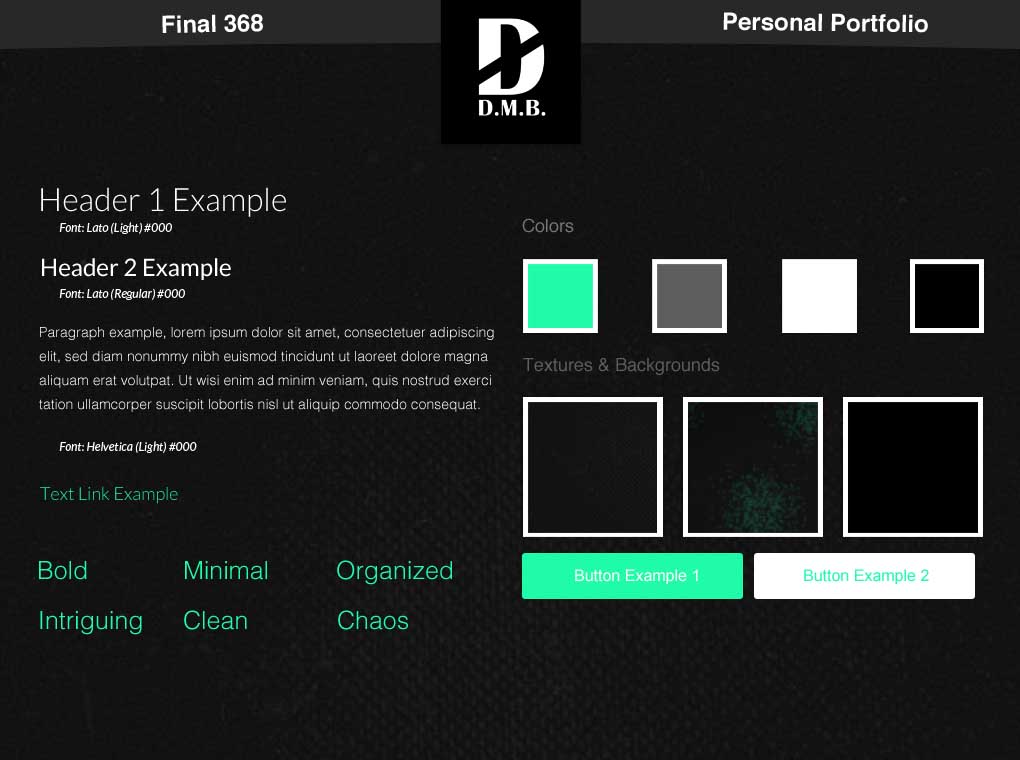 Final 368
Personal Portfolio
D
D.M.B.
Header 1 Example
Font: Lato (Light) #000
Header 2 Example
Font: Lato (Regular) #000
Paragraph example, lorem ipsum dolor sit amet, consectetuer adipiscing
elit, sed diam nonummy nibh euismod tincidunt ut laoreet dolore magna
aliquam erat volutpat. Ut wisi enim ad minim veniam, quis nostrud exerci
tation ullamcorper suscipit lobortis nisl ut aliquip commodo consequat.
Font: Helvetica (Light) #000
Text Link Example
Bold Minimal Organized
Intriguing Clean Chaos
Colors
Textures & Backgrounds
Button Example 1 Button Example 2